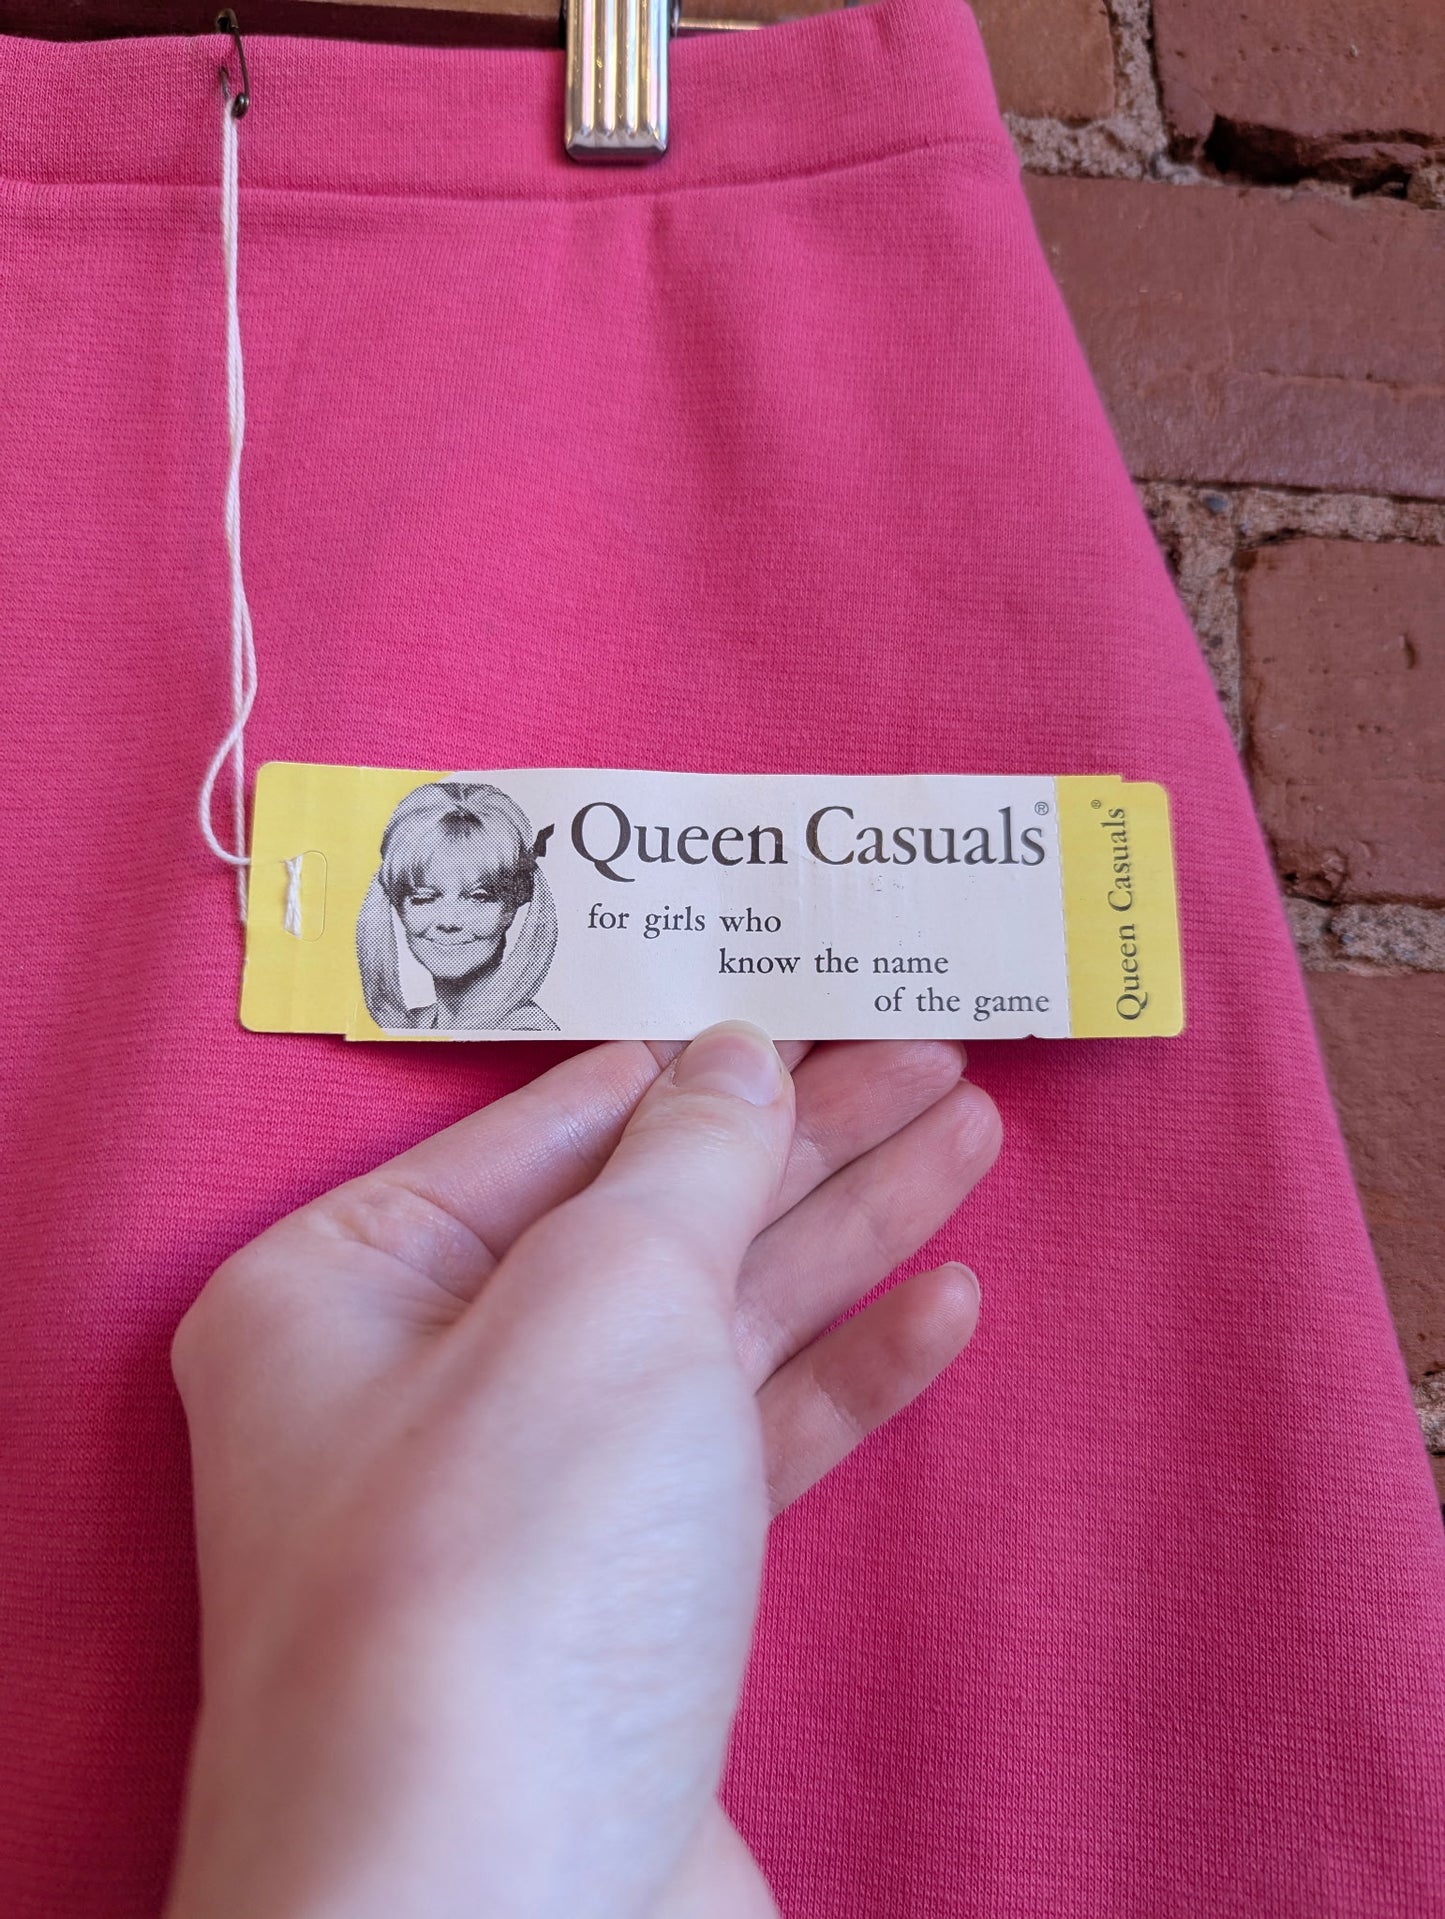 Queen Casuals®
for girls who
know the name
of the game
Queen Casuals®